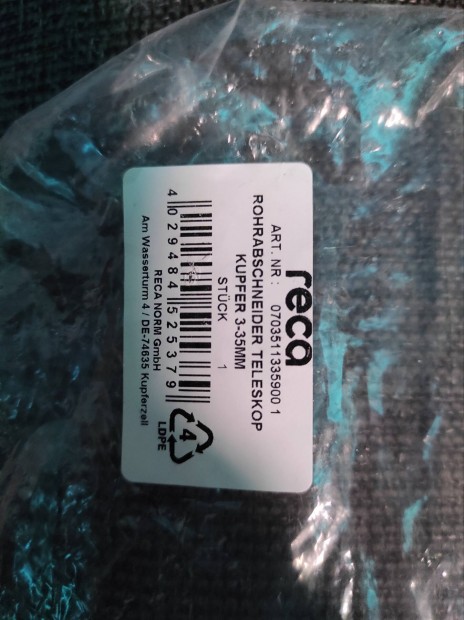 reca
ART. NR : 0703511335900 1
ROHRABSCHNEIDER TELESKOP
KUPFER 3-35MM
STÜCK 1
4 029484 525379
RECA NORM GmbH
Am Wasserturm 4 / DE-74635 Kupferzell
4
LDPE